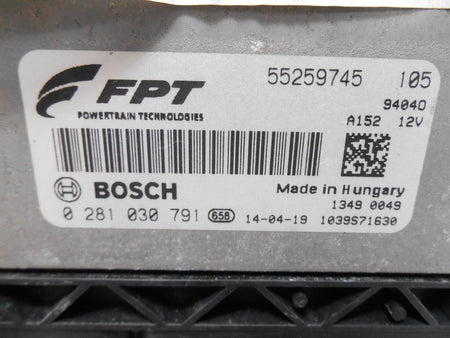 FPT 55259745 105
POWERTRAIN TECHNOLOGIES 94040
A152 12V
BOSCH Made in Hungary
1349 0049
0 281 030 791 658 14-04-19 1039S71630